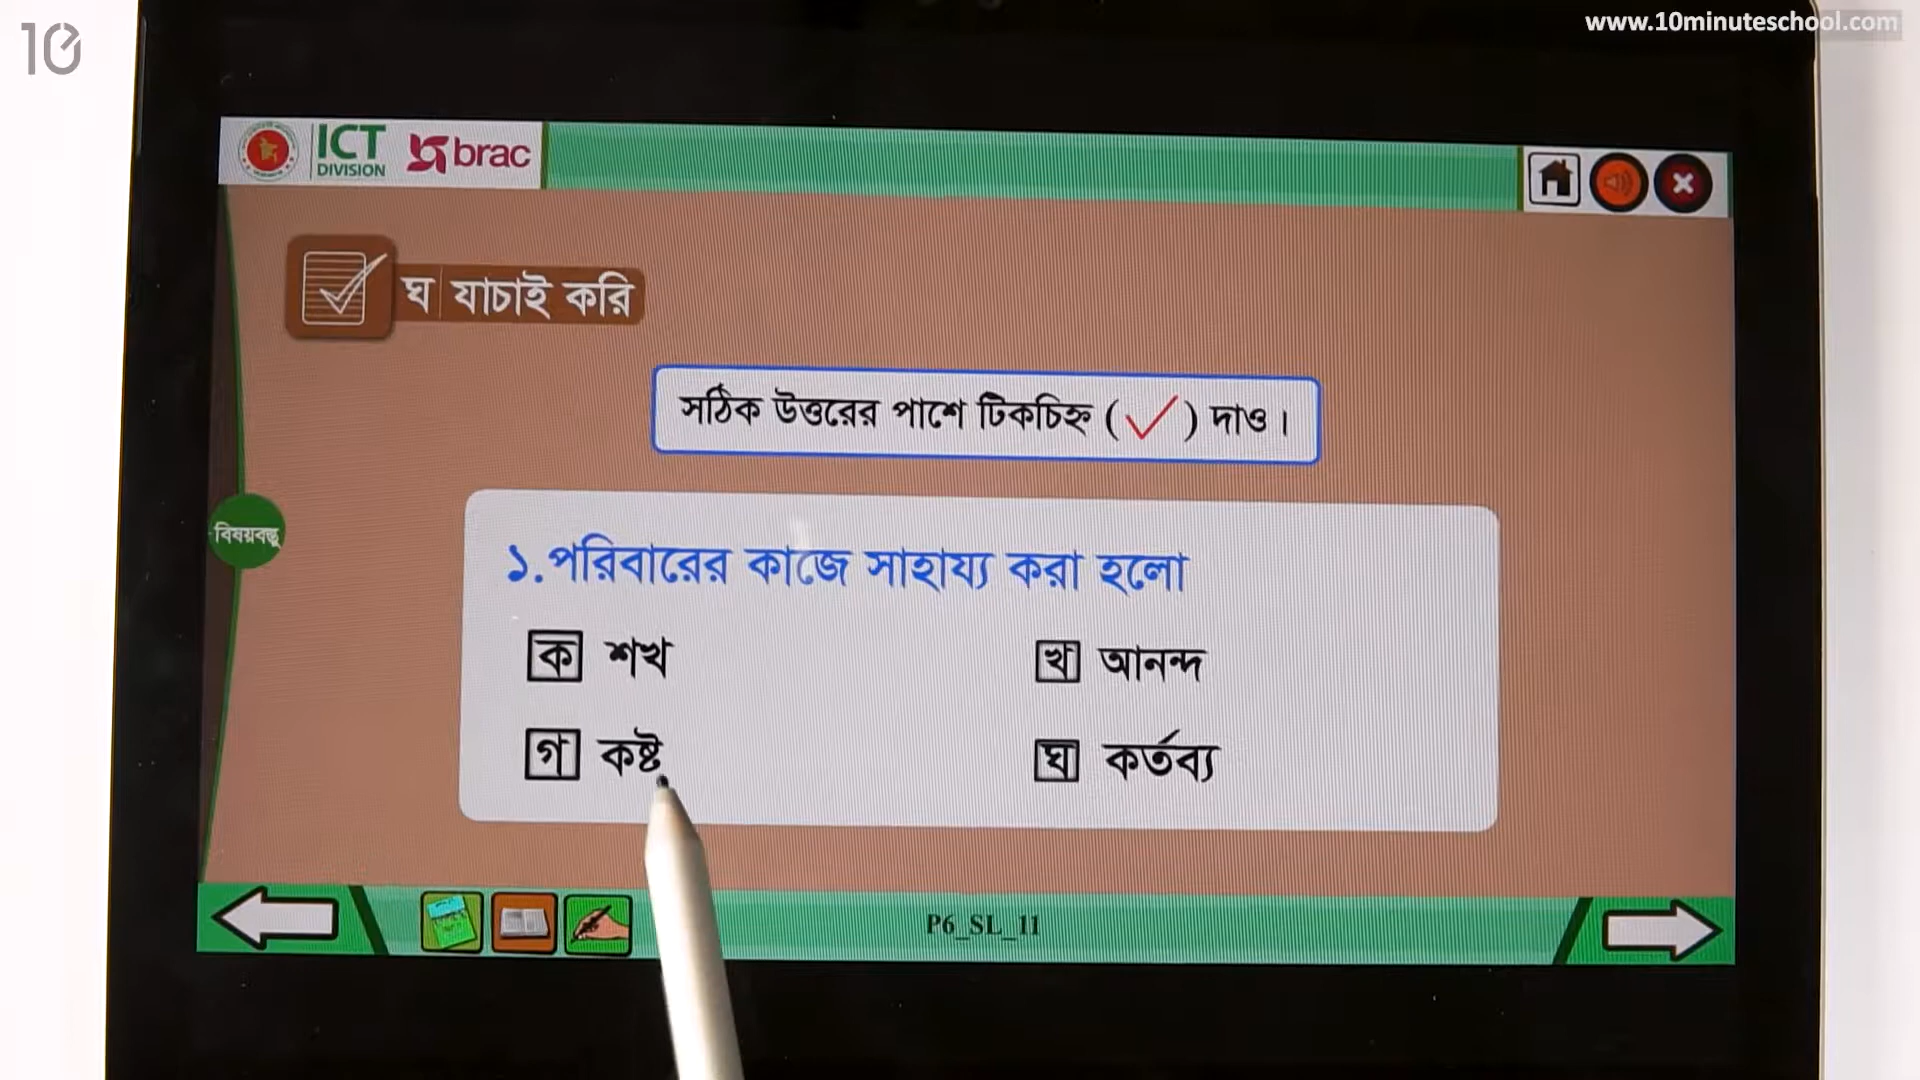 10
www.10minuteschool.com
ICT
DIVISION
brac
ঘ যাচাই করি
সঠিক উত্তরের পাশে টিকচিহ্ন (✓) দাও।
বিষয়বস্তু
১. পরিবারের কাজে সাহায্য করা হলো
ক শখ
খ আনন্দ
গ কষ্ট
ঘ কর্তব্য
P6_SL_11